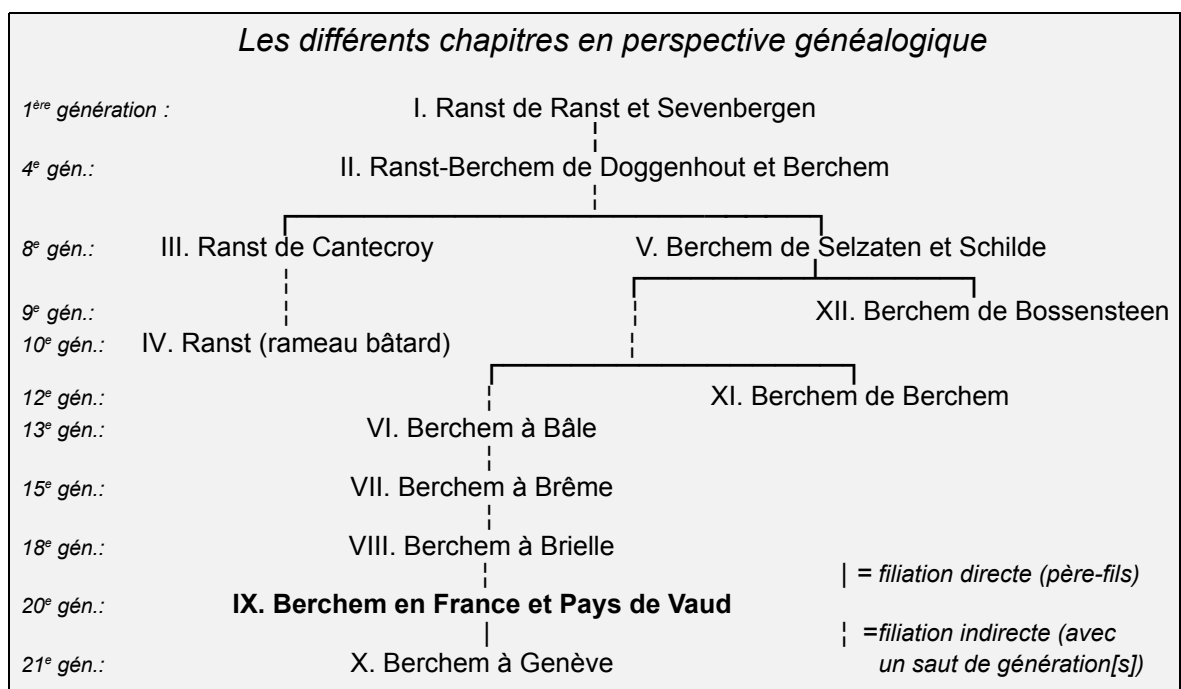 Les différents chapitres en perspective généalogique
1ère génération : I. Ranst de Ranst et Sevenbergen
4e gén.: II. Ranst-Berchem de Doggenhout et Berchem
8e gén.: III. Ranst de Cantecroy V. Berchem de Selzaten et Schilde
9e gén.: XII. Berchem de Bossensteen
10e gén.: IV. Ranst (rameau bâtard)
12e gén.: XI. Berchem de Berchem
13e gén.: VI. Berchem à Bâle
15e gén.: VII. Berchem à Brême
18e gén.: VIII. Berchem à Brielle
| = filiation directe (père-fils)
20e gén.: IX. Berchem en France et Pays de Vaud
¦ =filiation indirecte (avec
21e gén.: X. Berchem à Genève un saut de génération[s])